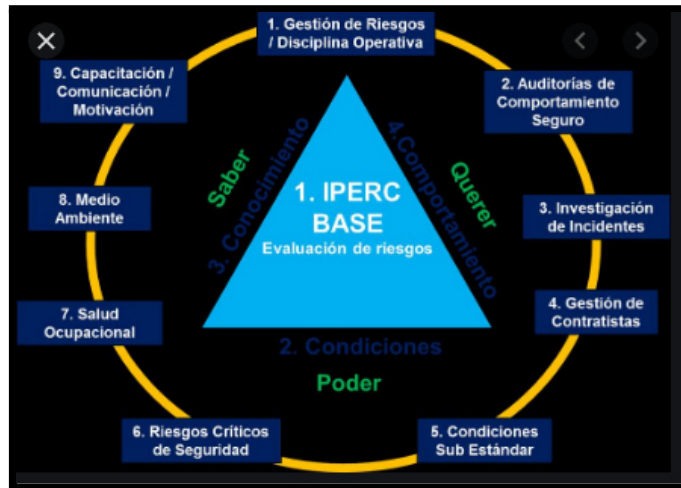 1. Gestión de Riesgos
/ Disciplina Operativa
9. Capacitación /
Comunicación /
Motivación
2. Auditorías de
Comportamiento
Seguro
Saber
3. Conocimiento
4.Comportamiento
Querer
1. IPERC
BASE
Evaluación de riesgos
8. Medio
Ambiente
3. Investigación
de Incidentes
7. Salud
Ocupacional
4. Gestión de
Contratistas
2. Condiciones
Poder
6. Riesgos Críticos
de Seguridad
5. Condiciones
Sub Estándar